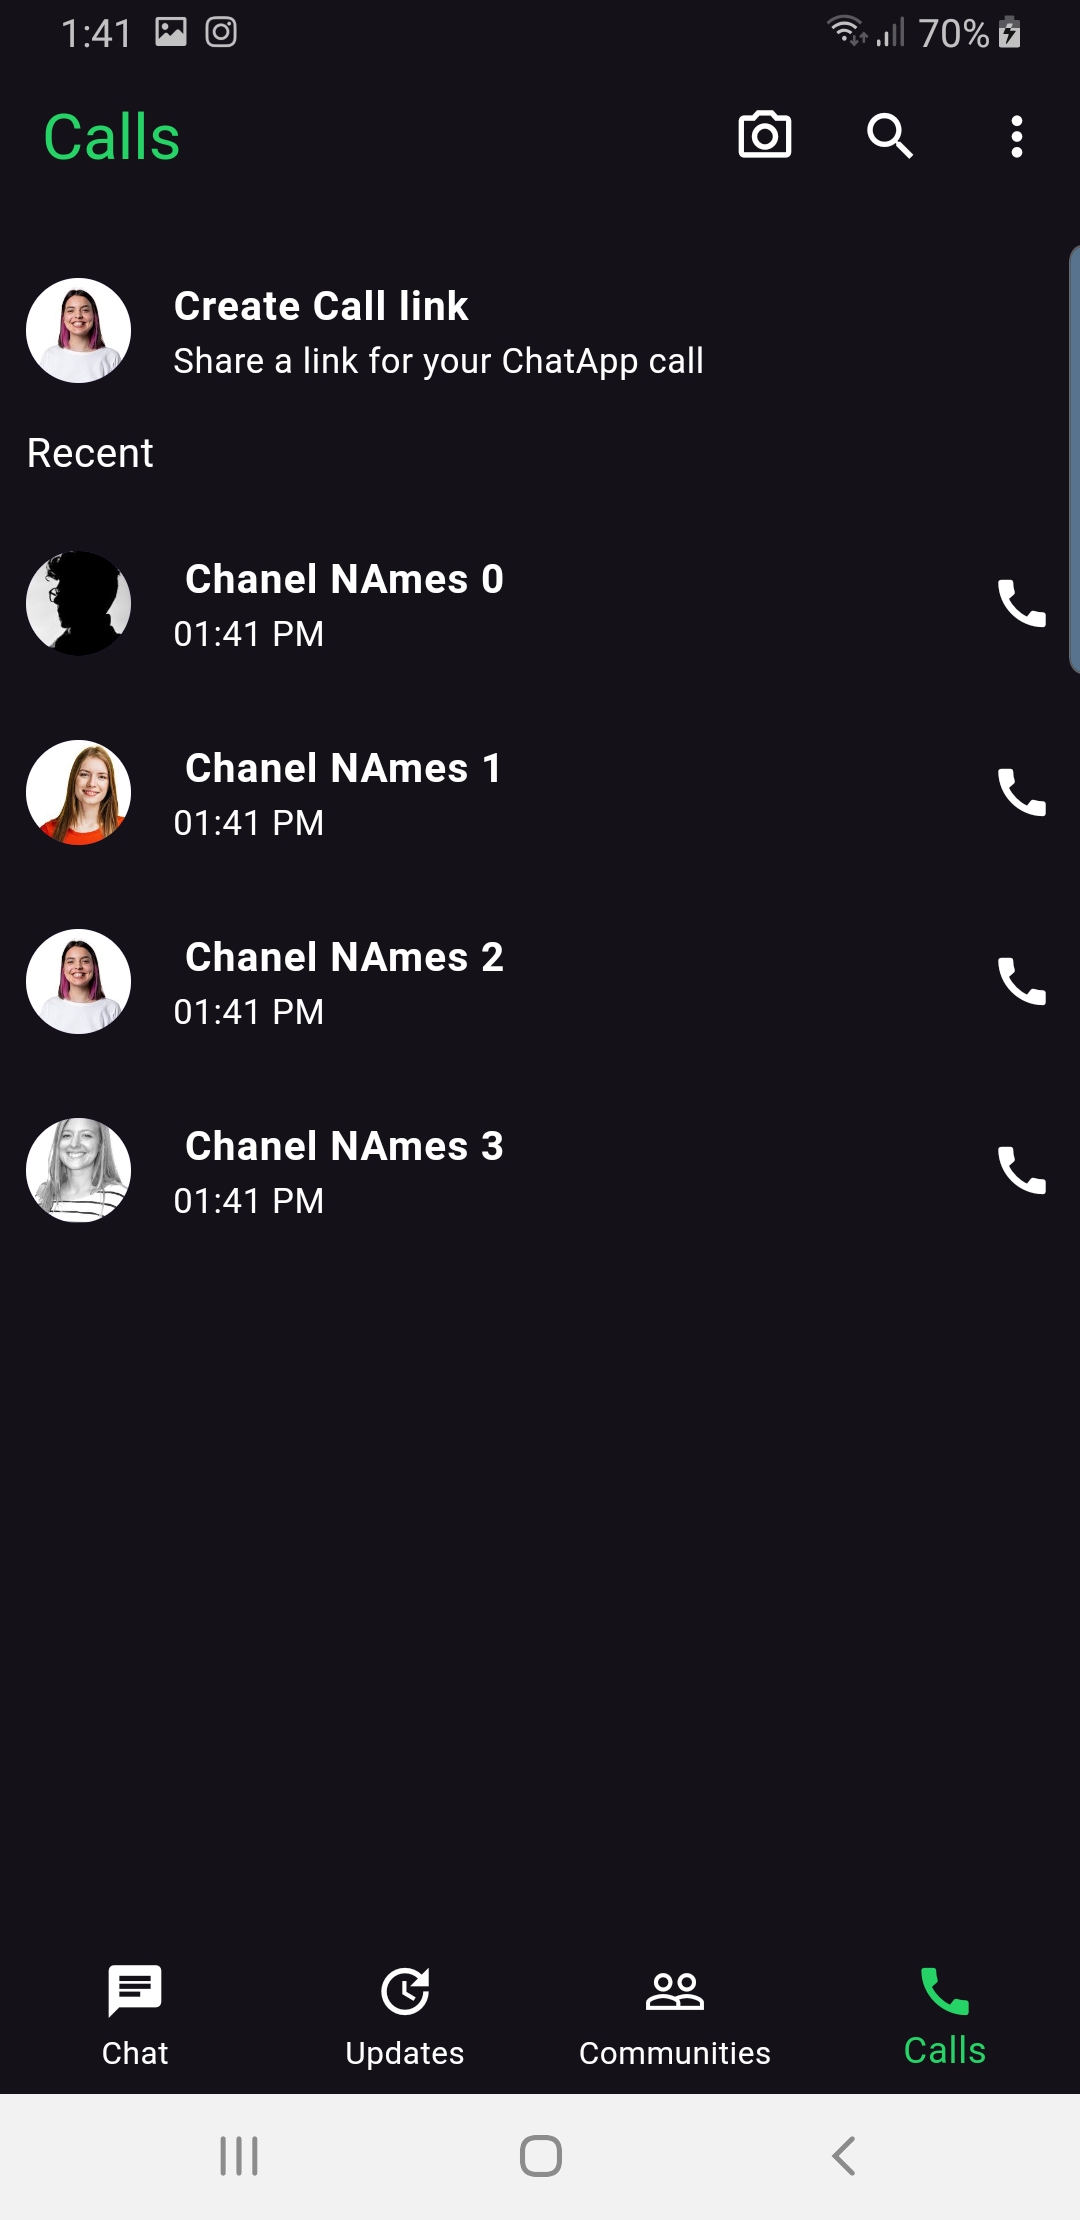 1:41 70%
Calls
Create Call link
Share a link for your ChatApp call
Recent
Chanel NAmes 0
01:41 PM
Chanel NAmes 1
01:41 PM
Chanel NAmes 2
01:41 PM
Chanel NAmes 3
01:41 PM
Chat Updates Communities Calls